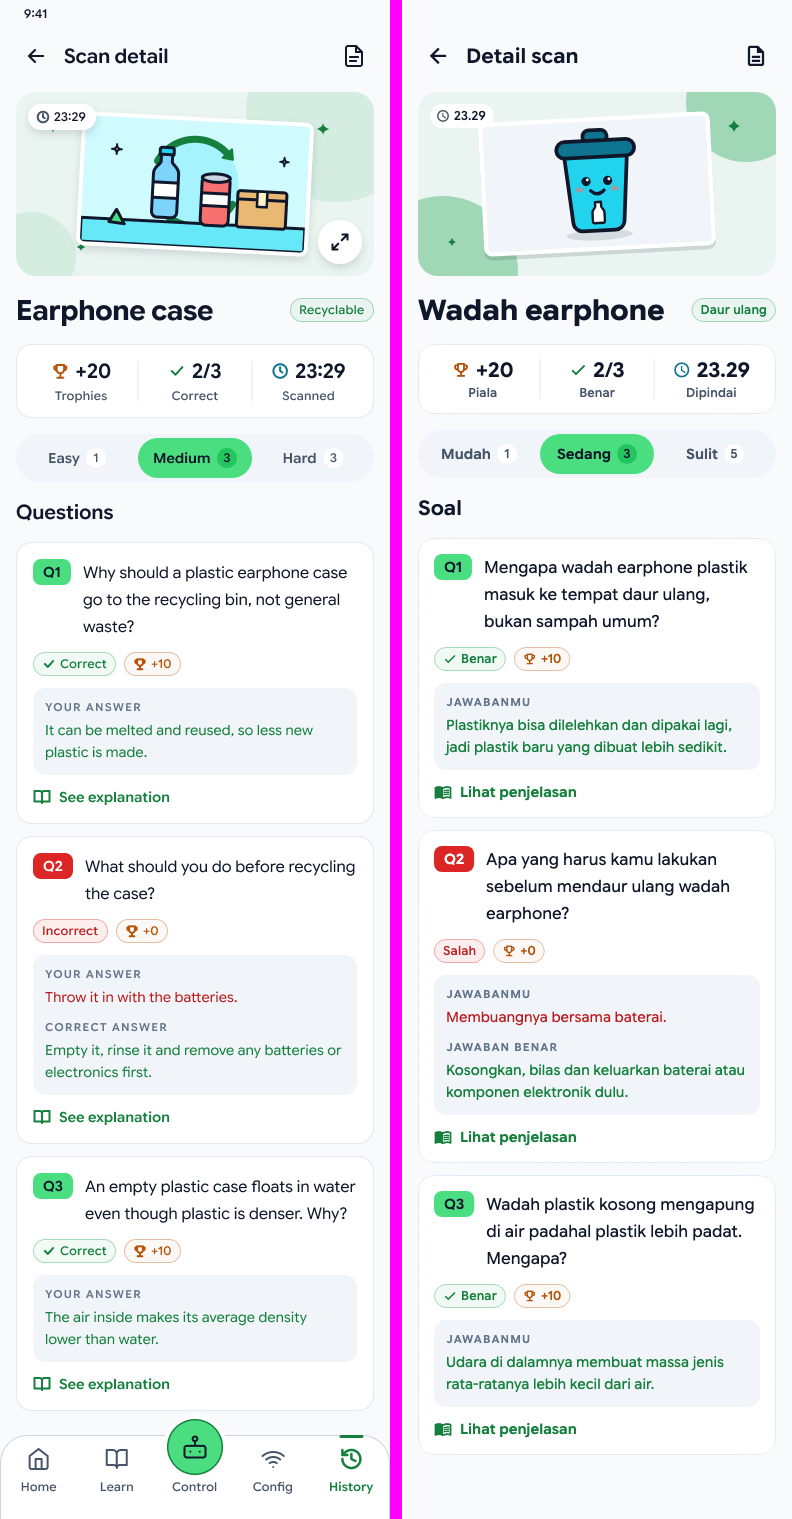 9:41
Scan detail
23:29
Earphone case
Recyclable
+20
2/3
23:29
Trophies
Correct
Scanned
Easy 1
Medium 3
Hard 3
Questions
Q1
Why should a plastic earphone case
go to the recycling bin, not general
waste?
Correct
+10
YOUR ANSWER
It can be melted and reused, so less new
plastic is made.
See explanation
Q2
What should you do before recycling
the case?
Incorrect
+0
YOUR ANSWER
Throw it in with the batteries.
CORRECT ANSWER
Empty it, rinse it and remove any batteries or
electronics first.
See explanation
Q3
An empty plastic case floats in water
even though plastic is denser. Why?
Correct
+10
YOUR ANSWER
The air inside makes its average density
lower than water.
See explanation
Home
Learn
Control
Config
History
Detail scan
23.29
Wadah earphone
Daur ulang
+20
2/3
23.29
Piala
Benar
Dipindai
Mudah 1
Sedang 3
Sulit 5
Soal
Q1
Mengapa wadah earphone plastik
masuk ke tempat daur ulang,
bukan sampah umum?
Benar
+10
JAWABANMU
Plastiknya bisa dilelehkan dan dipakai lagi,
jadi plastik baru yang dibuat lebih sedikit.
Lihat penjelasan
Q2
Apa yang harus kamu lakukan
sebelum mendaur ulang wadah
earphone?
Salah
+0
JAWABANMU
Membuangnya bersama baterai.
JAWABAN BENAR
Kosongkan, bilas dan keluarkan baterai atau
komponen elektronik dulu.
Lihat penjelasan
Q3
Wadah plastik kosong mengapung
di air padahal plastik lebih padat.
Mengapa?
Benar
+10
JAWABANMU
Udara di dalamnya membuat massa jenis
rata-ratanya lebih kecil dari air.
Lihat penjelasan